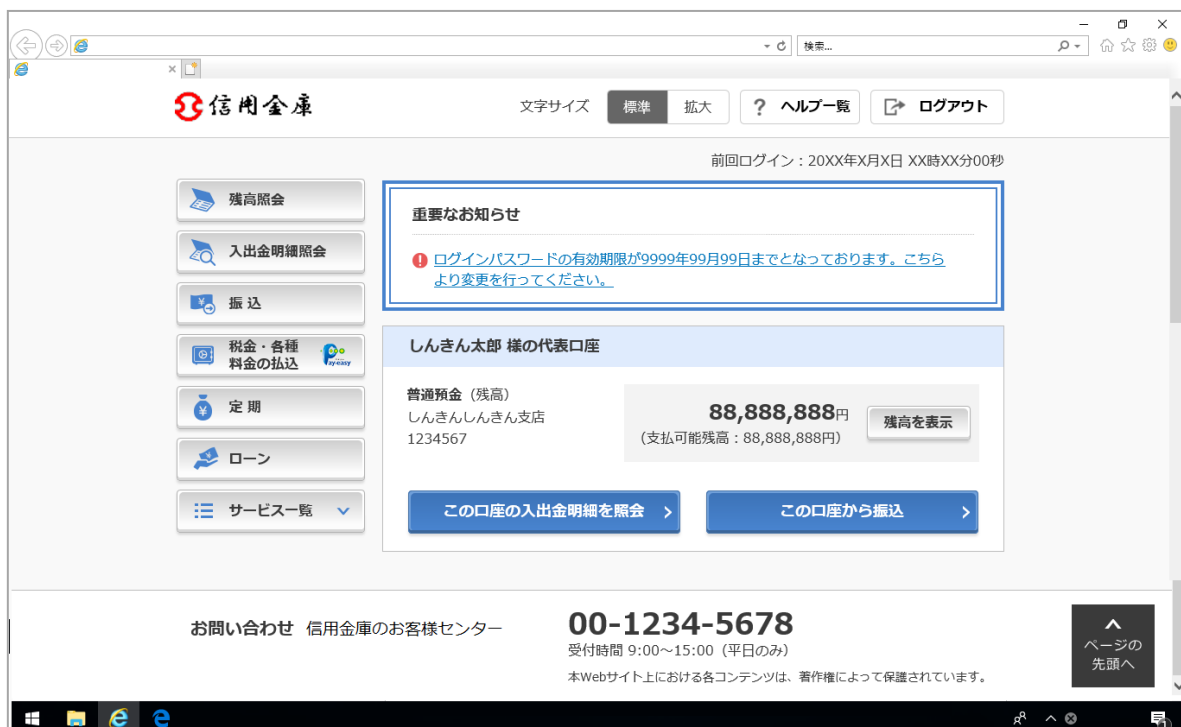 検索...
信用金庫
文字サイズ 標準 拡大 ? ヘルプ一覧 ログアウト
前回ログイン：20XX年X月X日 XX時XX分00秒
残高照会
入出金明細照会
振込
税金・各種
料金の払込
Pay-easy
定期
ローン
サービス一覧
重要なお知らせ
ログインパスワードの有効期限が9999年99月99日までとなっております。こちら
より変更を行ってください。
しんきん太郎 様の代表口座
普通預金（残高）
しんきんしんきん支店
1234567
88,888,888円
（支払可能残高：88,888,888円）
残高を表示
この口座の入出金明細を照会
この口座から振込
お問い合わせ 信用金庫のお客様センター
00-1234-5678
受付時間 9:00～15:00（平日のみ）
本Webサイト上における各コンテンツは、著作権によって保護されています。
ページの
先頭へ